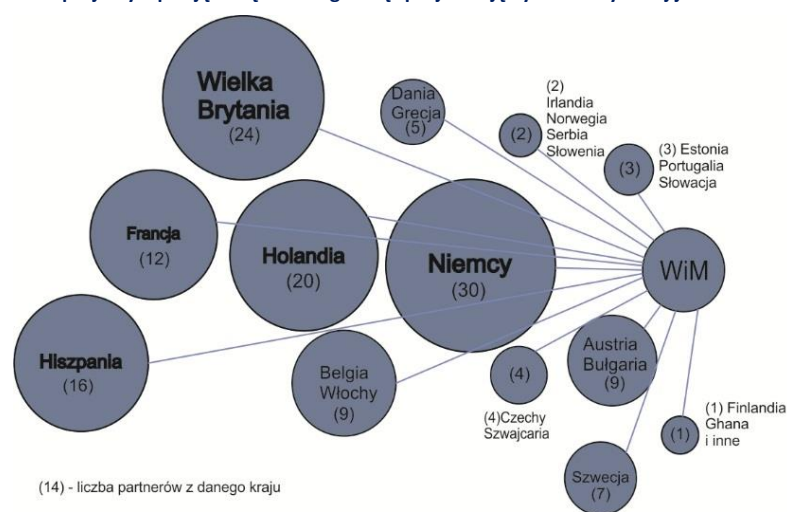 Wielka
Brytania
(24)
Dania
Grecja
(5)
(2)
(2)
Irlandia
Norwegia
Serbia
Słowenia
(3)
(3) Estonia
Portugalia
Słowacja
Francja
(12)
Holandia
(20)
Niemcy
(30)
WiM
Hiszpania
(16)
Belgia
Włochy
(9)
(4)
(4)Czechy
Szwajcaria
Austria
Bułgaria
(9)
(1)
(1) Finlandia
Ghana
i inne
Szwecja
(7)
(14) - liczba partnerów z danego kraju